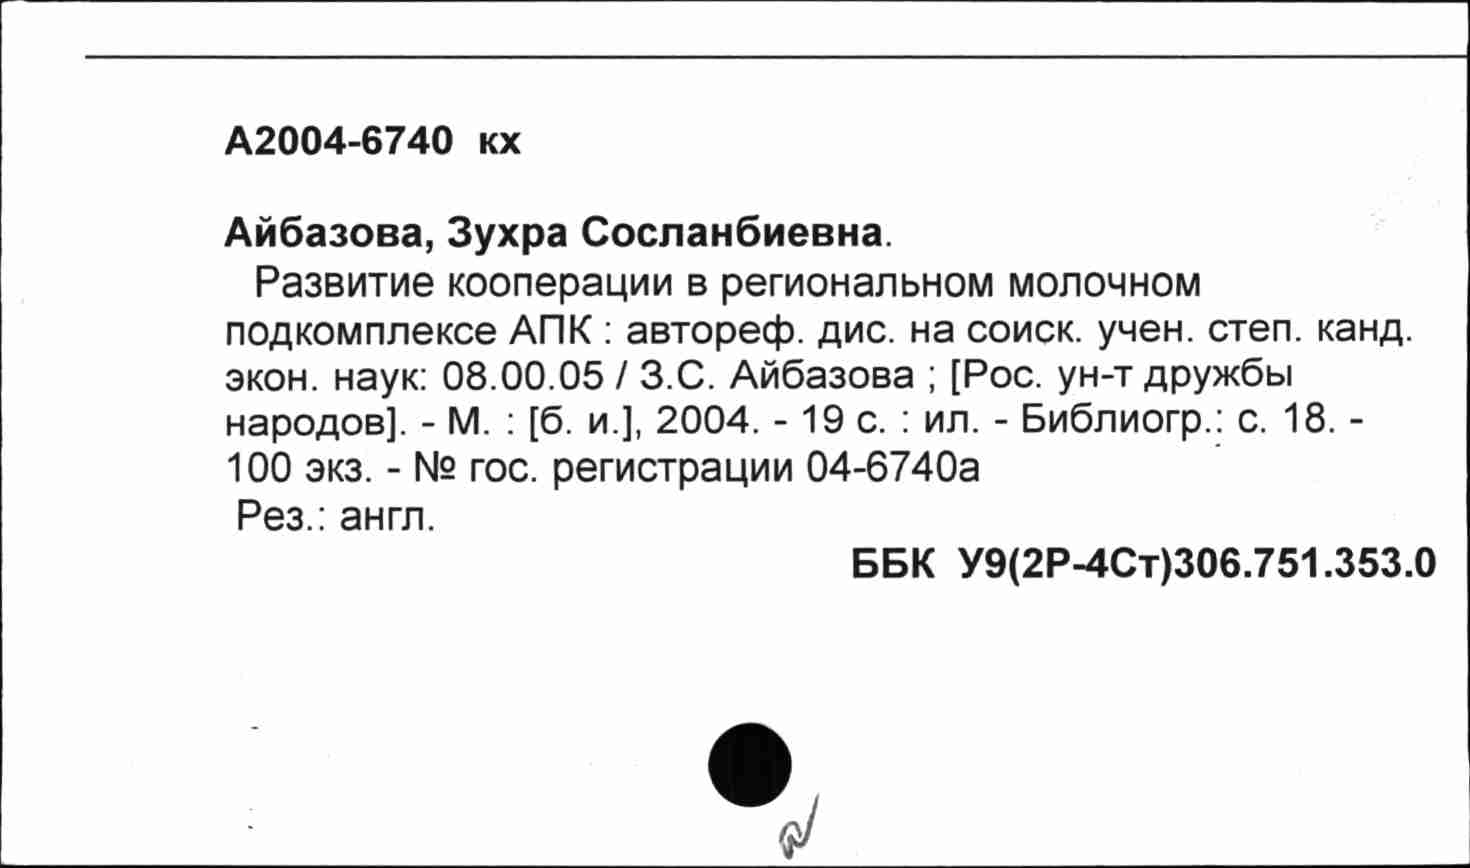 А2004-6740 кх
Айбазова, Зухра Сосланбиевна.
Развитие кооперации в региональном молочном
подкомплексе АПК : автореф. дис. на соиск. учен. степ. канд.
экон. наук: 08.00.05 / З.С. Айбазова ; [Рос. ун-т дружбы
народов]. - М. : [б. и.], 2004. - 19 с. : ил. - Библиогр.: с. 18. -
100 экз. - № гос. регистрации 04-6740а
Рез.: англ.
ББК У9(2Р-4Ст)306.751.353.0